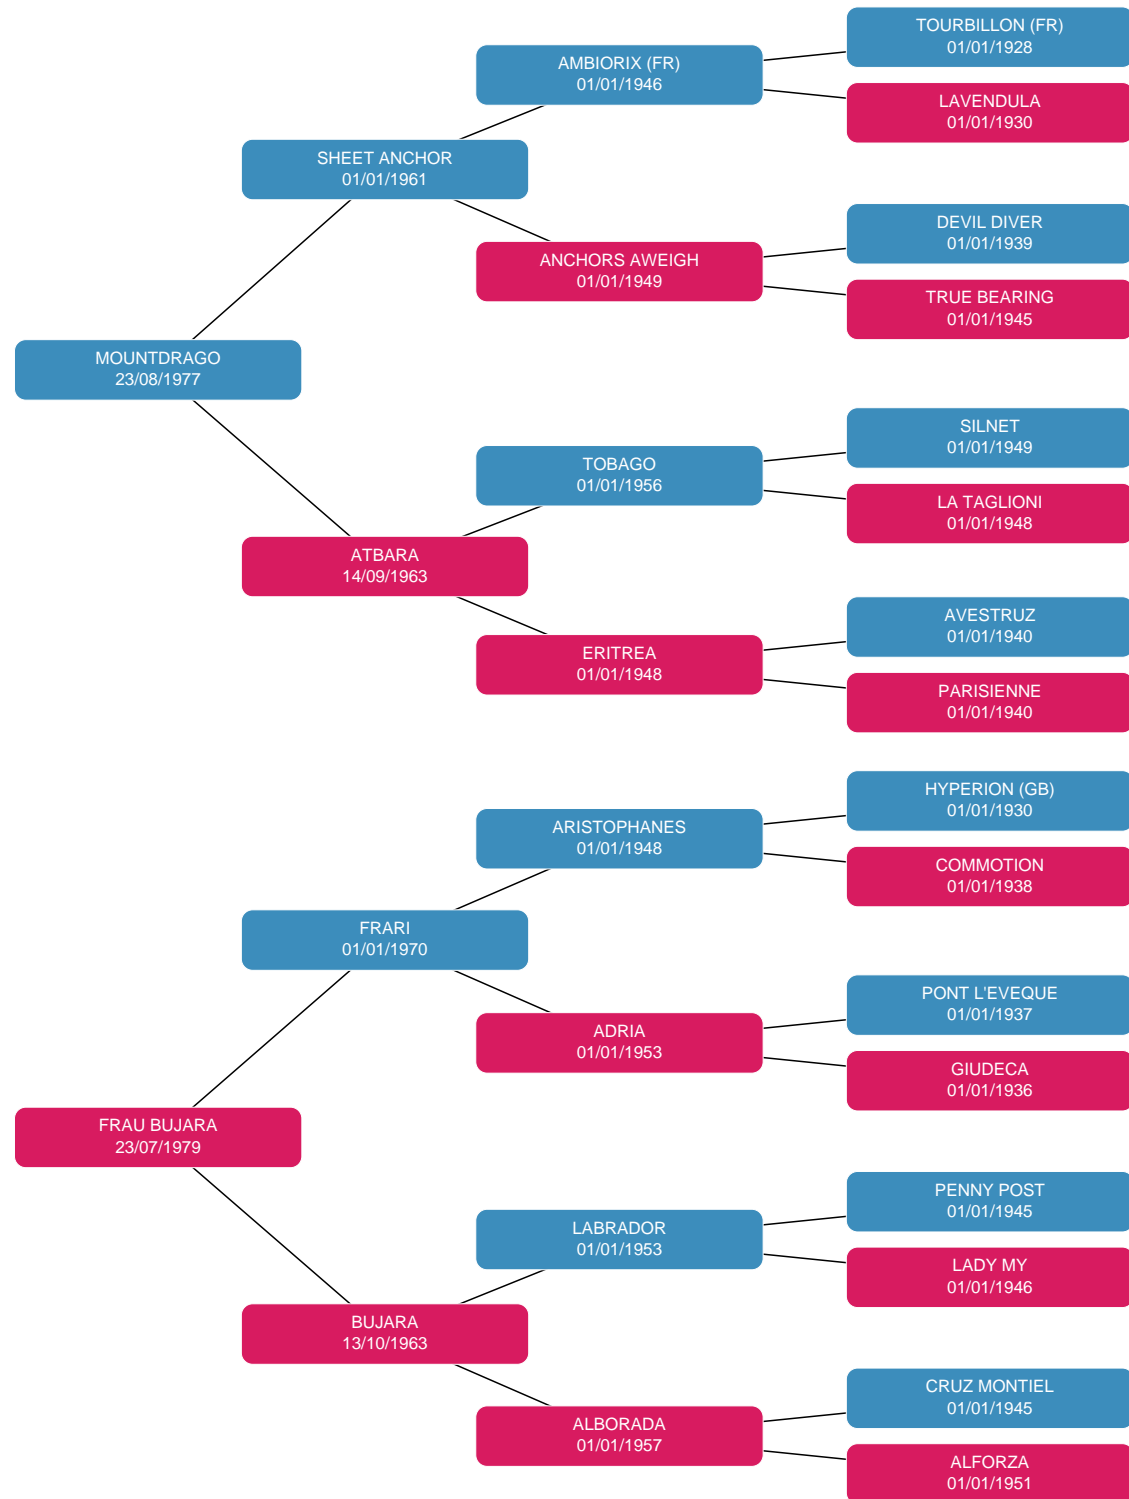 TOURBILLON (FR)
01/01/1928
AMBIORIX (FR)
01/01/1946
LAVENDULA
01/01/1930
SHEET ANCHOR
01/01/1961
DEVIL DIVER
01/01/1939
ANCHORS AWEIGH
01/01/1949
TRUE BEARING
01/01/1945
MOUNTDRAGO
23/08/1977
SILNET
01/01/1949
TOBAGO
01/01/1956
LA TAGLIONI
01/01/1948
ATBARA
14/09/1963
AVESTRUZ
01/01/1940
ERITREA
01/01/1948
PARISIENNE
01/01/1940
HYPERION (GB)
01/01/1930
ARISTOPHANES
01/01/1948
COMMOTION
01/01/1938
FRARI
01/01/1970
PONT L'EVEQUE
01/01/1937
ADRIA
01/01/1953
GIUDECA
01/01/1936
FRAU BUJARA
23/07/1979
PENNY POST
01/01/1945
LABRADOR
01/01/1953
LADY MY
01/01/1946
BUJARA
13/10/1963
CRUZ MONTIEL
01/01/1945
ALBORADA
01/01/1957
ALFORZA
01/01/1951